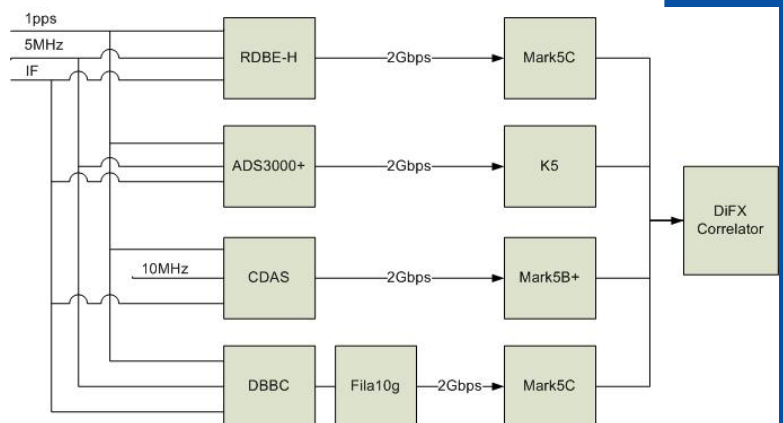 1pps
5MHz
IF
RDBE-H
2Gbps
Mark5C
ADS3000+
2Gbps
K5
DiFX
Correlator
10MHz
CDAS
2Gbps
Mark5B+
DBBC
Fila10g
2Gbps
Mark5C